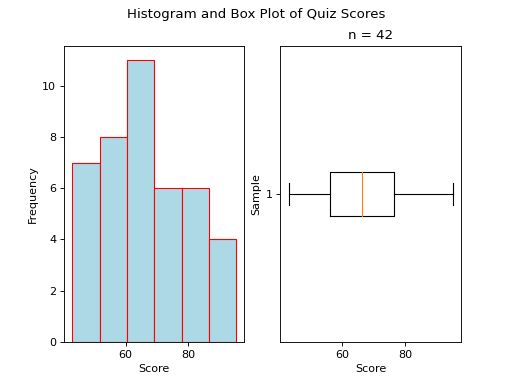 Histogram and Box Plot of Quiz Scores
n = 42
10
8
6
4
2
0
Frequency
60 80
Score
Sample
1
60 80
Score